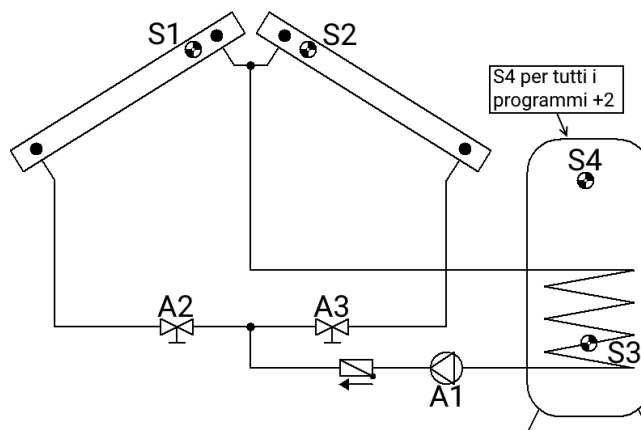 S1
S2
S4 per tutti i
programmi +2
S4
A2
A3
S3
A1